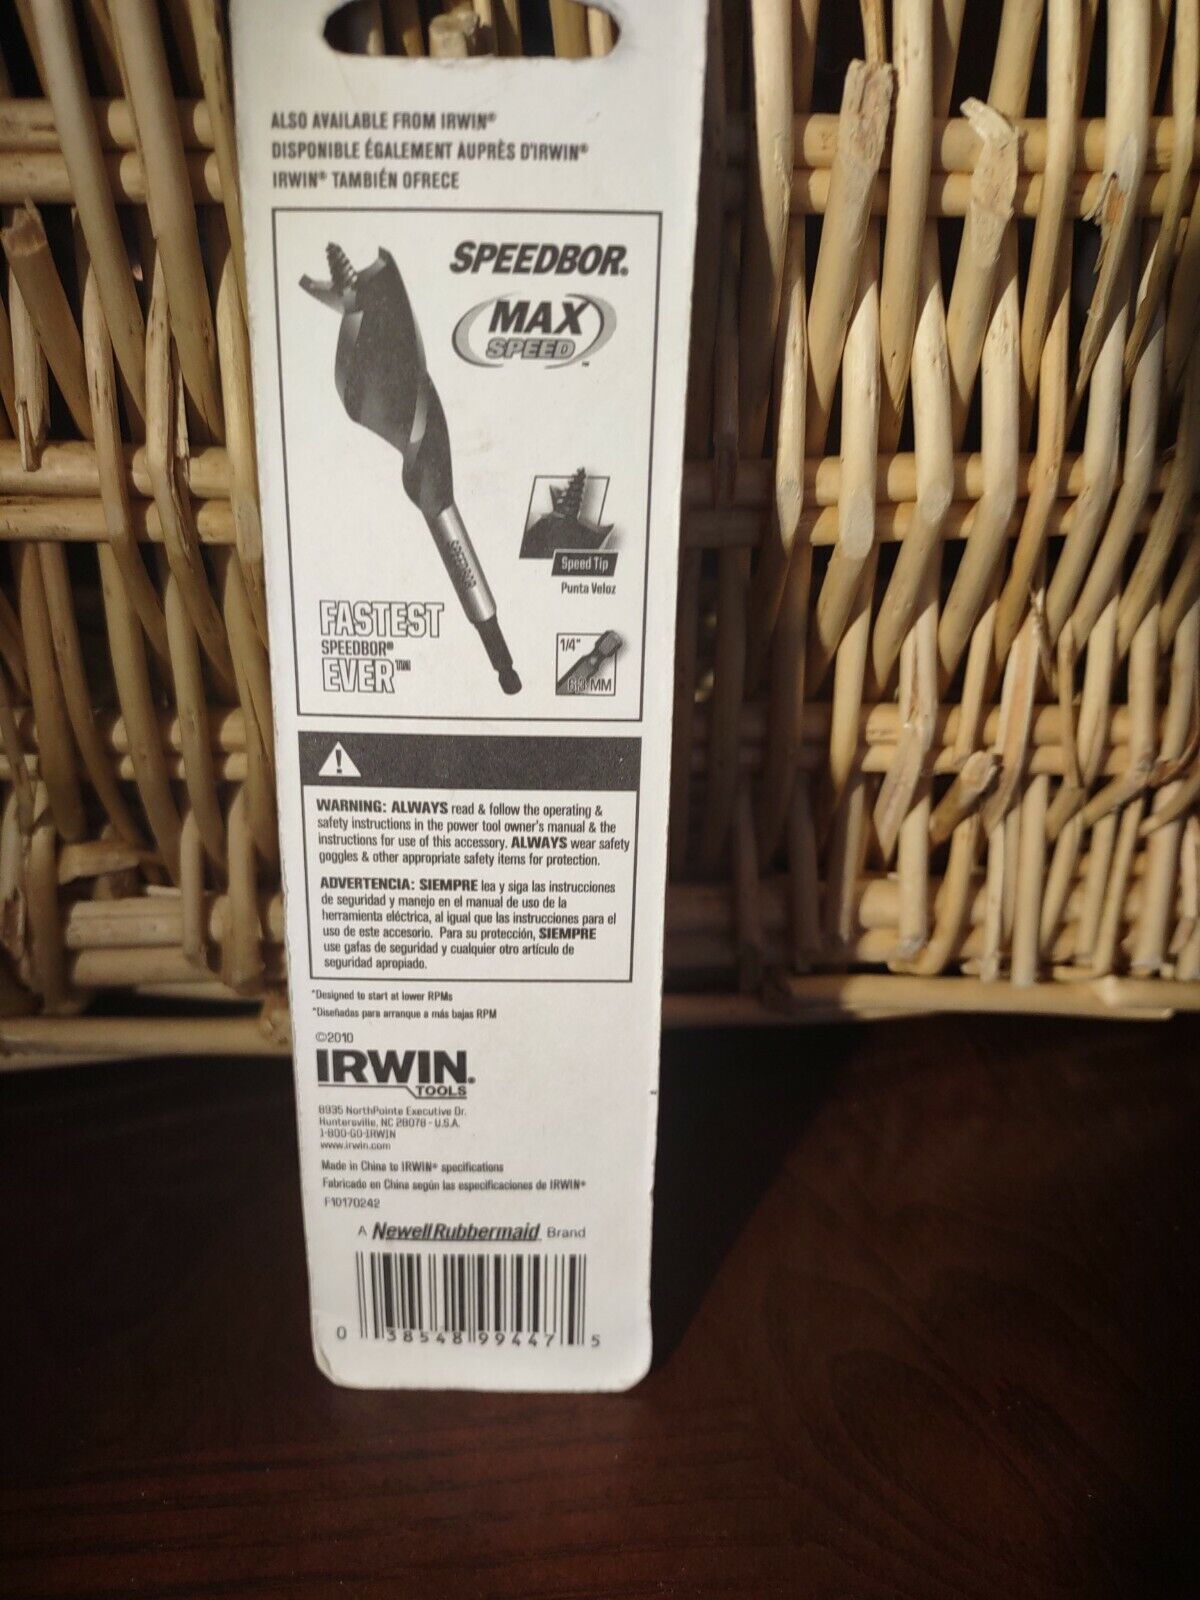 ALSO AVAILABLE FROM IRWIN®
DISPONIBLE ÉGALEMENT AUPRÈS D'IRWIN®
IRWIN® TAMBIÉN OFRECE
SPEEDBOR®
MAX
SPEED™
SPEEDBOR
Speed Tip
Punta Veloz
FASTEST
SPEEDBOR®
EVER™
1/4"
6.3 MM
WARNING: ALWAYS read & follow the operating &
safety instructions in the power tool owner's manual & the
instructions for use of this accessory. ALWAYS wear safety
goggles & other appropriate safety items for protection.
ADVERTENCIA: SIEMPRE lea y siga las instrucciones
de seguridad y manejo en el manual de uso de la
herramienta eléctrica, al igual que las instrucciones para el
uso de este accesorio. Para su protección, SIEMPRE
use gafas de seguridad y cualquier otro artículo de
seguridad apropiado.
*Designed to start at lower RPMs
*Diseñadas para arranque a más bajas RPM
©2010
IRWIN®
TOOLS
8935 NorthPointe Executive Dr.
Huntersville, NC 28078 - U.S.A.
1-800-GO-IRWIN
www.irwin.com
Made in China to IRWIN® specifications
Fabricado en China según las especificaciones de IRWIN®
F10170242
A NewellRubbermaid Brand
0 38548 99447 5